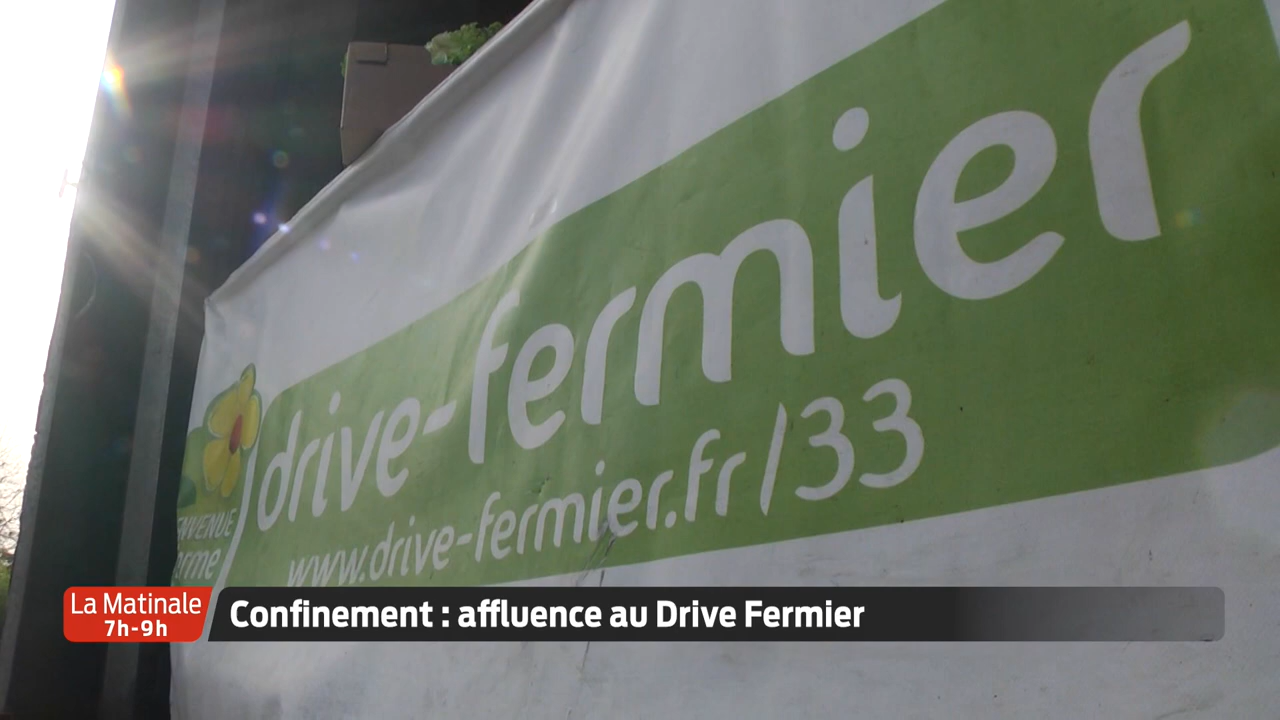 drive-fermier
www.drive-fermier.fr/33
La Matinale
7h-9h
Confinement : affluence au Drive Fermier